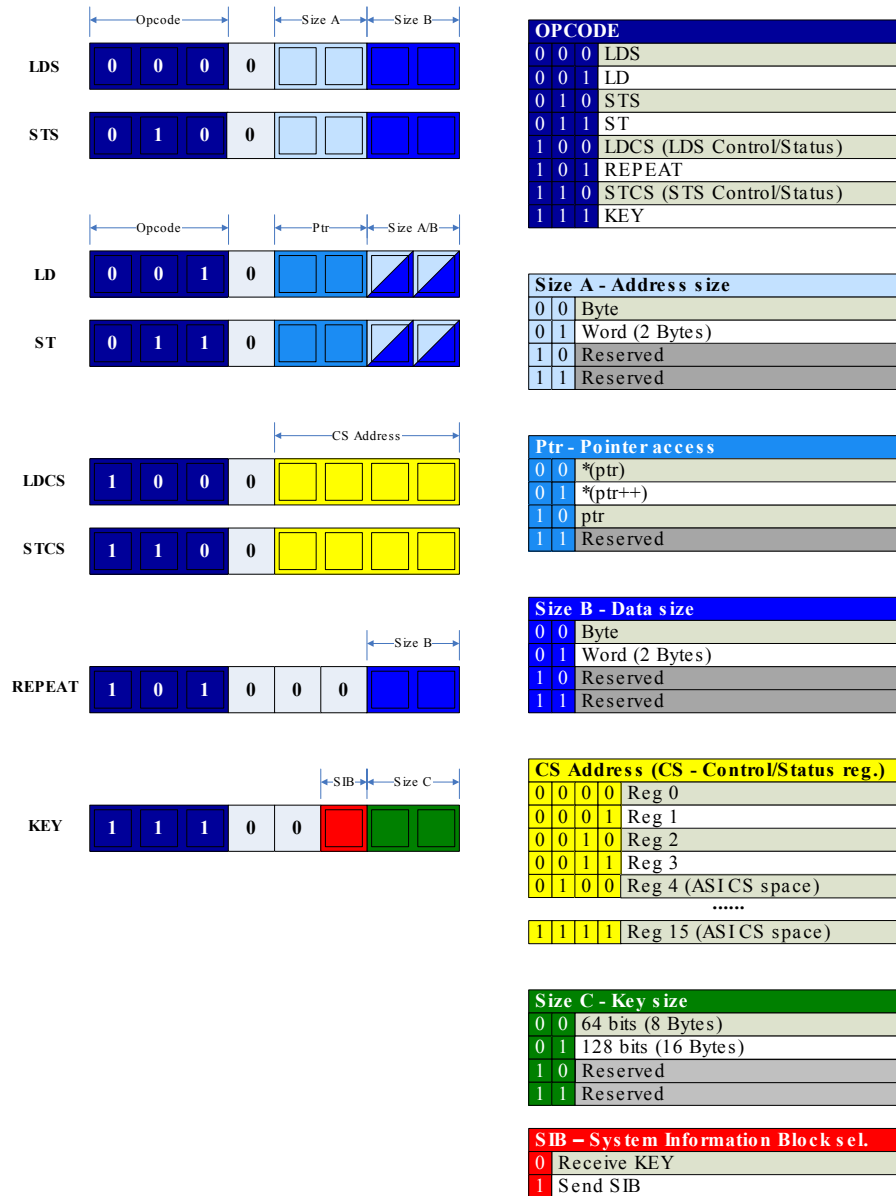 Opcode Size A Size B
LDS 0 0 0 0
STS 0 1 0 0
Opcode Ptr Size A/B
LD 0 0 1 0
ST 0 1 1 0
CS Address
LDCS 1 0 0 0
STCS 1 1 0 0
Size B
REPEAT 1 0 1 0 0 0
SIB Size C
KEY 1 1 1 0 0
OPCODE
0 0 0 LDS
0 0 1 LD
0 1 0 STS
0 1 1 ST
1 0 0 LDCS (LDS Control/Status)
1 0 1 REPEAT
1 1 0 STCS (STS Control/Status)
1 1 1 KEY
Size A - Address size
0 0 Byte
0 1 Word (2 Bytes)
1 0 Reserved
1 1 Reserved
Ptr - Pointer access
0 0 *(ptr)
0 1 *(ptr++)
1 0 ptr
1 1 Reserved
Size B - Data size
0 0 Byte
0 1 Word (2 Bytes)
1 0 Reserved
1 1 Reserved
CS Address (CS - Control/Status reg.)
0 0 0 0 Reg 0
0 0 0 1 Reg 1
0 0 1 0 Reg 2
0 0 1 1 Reg 3
0 1 0 0 Reg 4 (ASICS space)
......
1 1 1 1 Reg 15 (ASICS space)
Size C - Key size
0 0 64 bits (8 Bytes)
0 1 128 bits (16 Bytes)
1 0 Reserved
1 1 Reserved
SIB – System Information Block sel.
0 Receive KEY
1 Send SIB